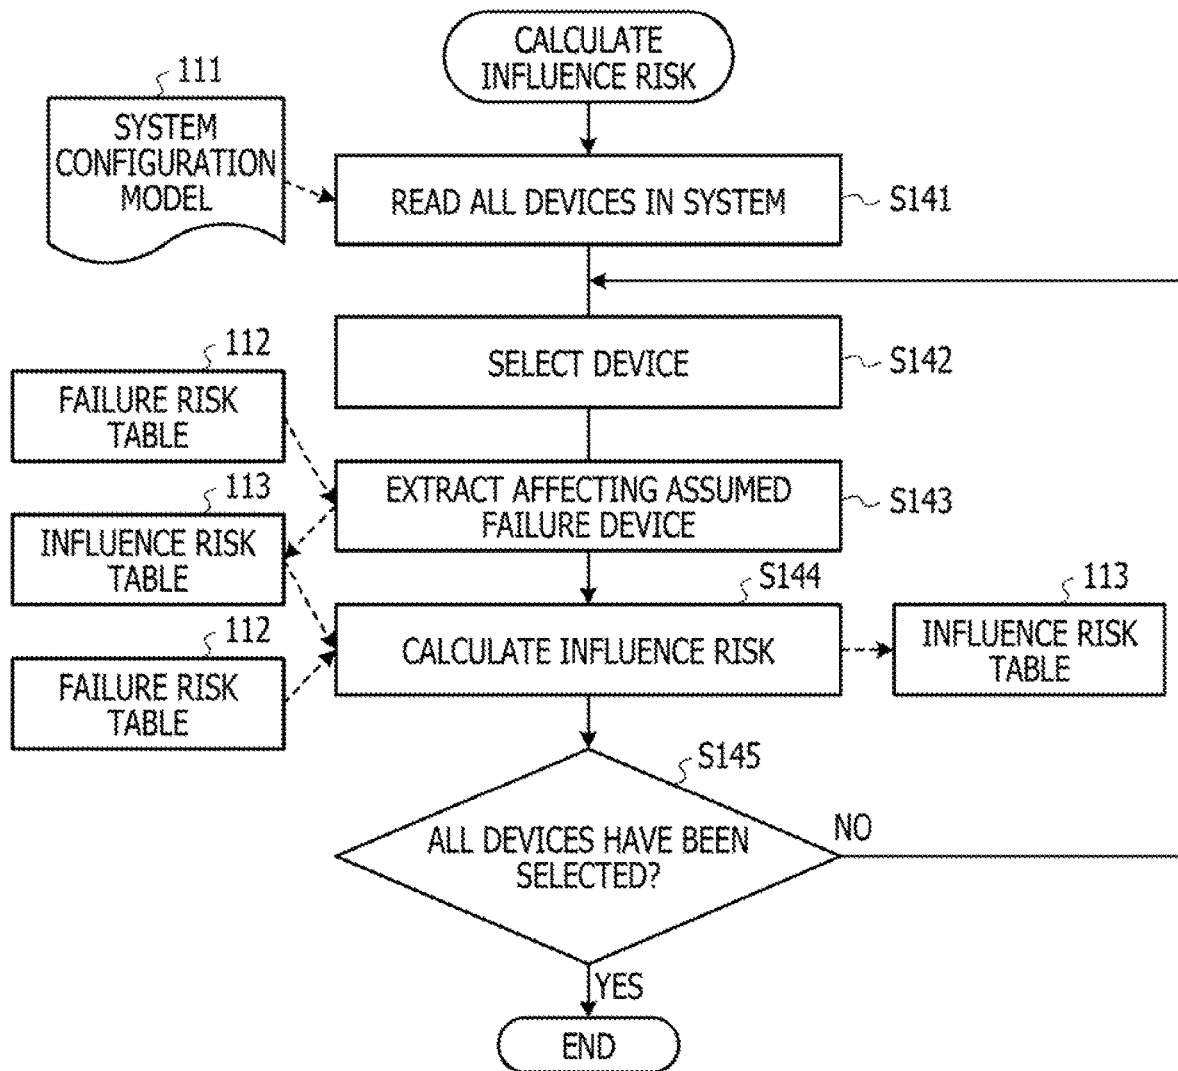 CALCULATE
INFLUENCE RISK
111
SYSTEM
CONFIGURATION
MODEL
READ ALL DEVICES IN SYSTEM
S141
SELECT DEVICE
S142
112
FAILURE RISK
TABLE
EXTRACT AFFECTING ASSUMED
FAILURE DEVICE
S143
113
INFLUENCE RISK
TABLE
S144
CALCULATE INFLUENCE RISK
113
INFLUENCE RISK
TABLE
112
FAILURE RISK
TABLE
S145
ALL DEVICES HAVE BEEN
SELECTED?
NO
YES
END